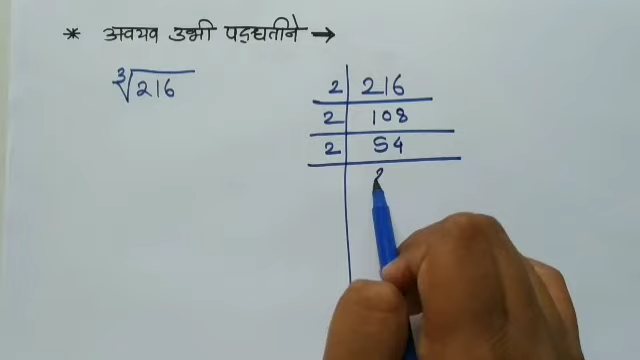 * अवयव उभी पद्धतीने →
∛216
2 | 216
2 | 108
2 | 54